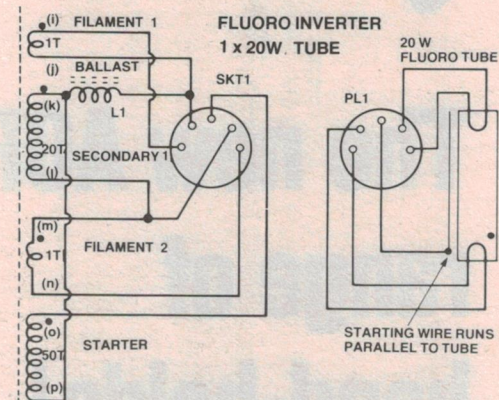 (i) FILAMENT 1
1T
(j)
BALLAST
(k)
L1
20T
SECONDARY 1
(l)
(m)
1T
FILAMENT 2
(n)
(o)
STARTER
50T
(p)
FLUORO INVERTER
1 x 20W. TUBE
SKT1
20 W
FLUORO TUBE
PL1
STARTING WIRE RUNS
PARALLEL TO TUBE